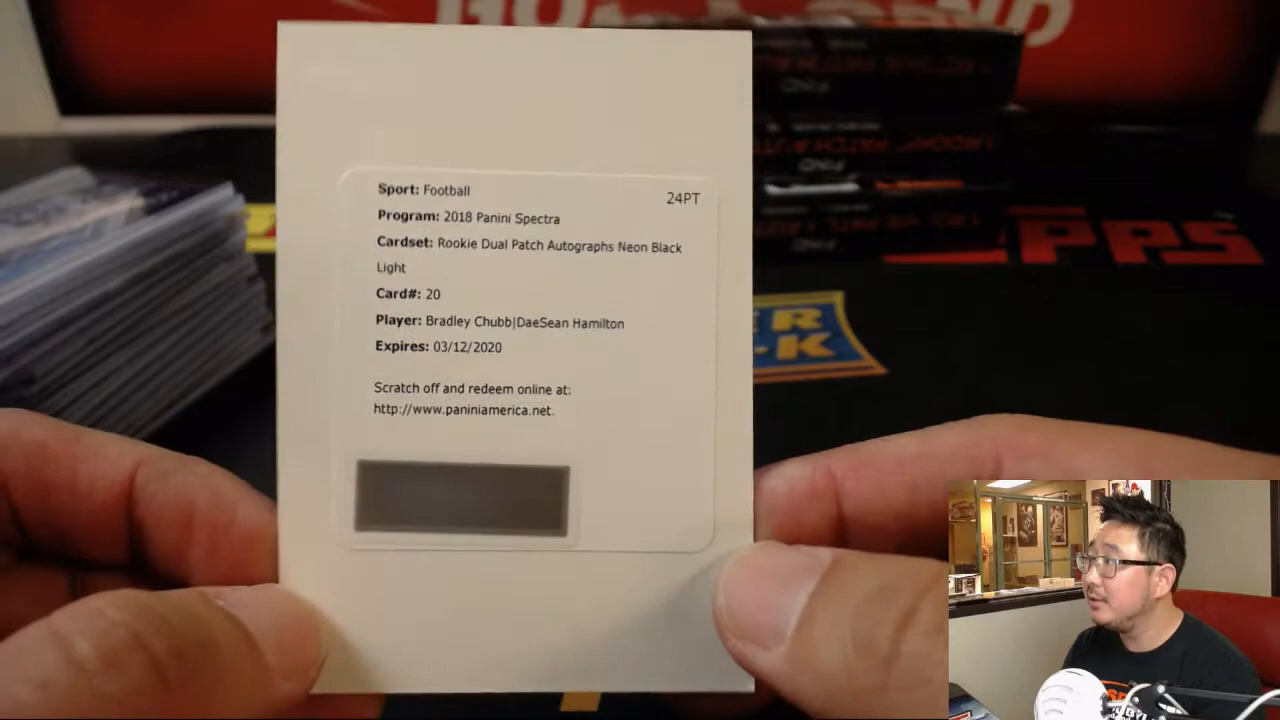 Sport: Football
24PT
Program: 2018 Panini Spectra
Cardset: Rookie Dual Patch Autographs Neon Black
Light
Card#: 20
Player: Bradley Chubb|DaeSean Hamilton
Expires: 03/12/2020
Scratch off and redeem online at:
http://www.paniniamerica.net.